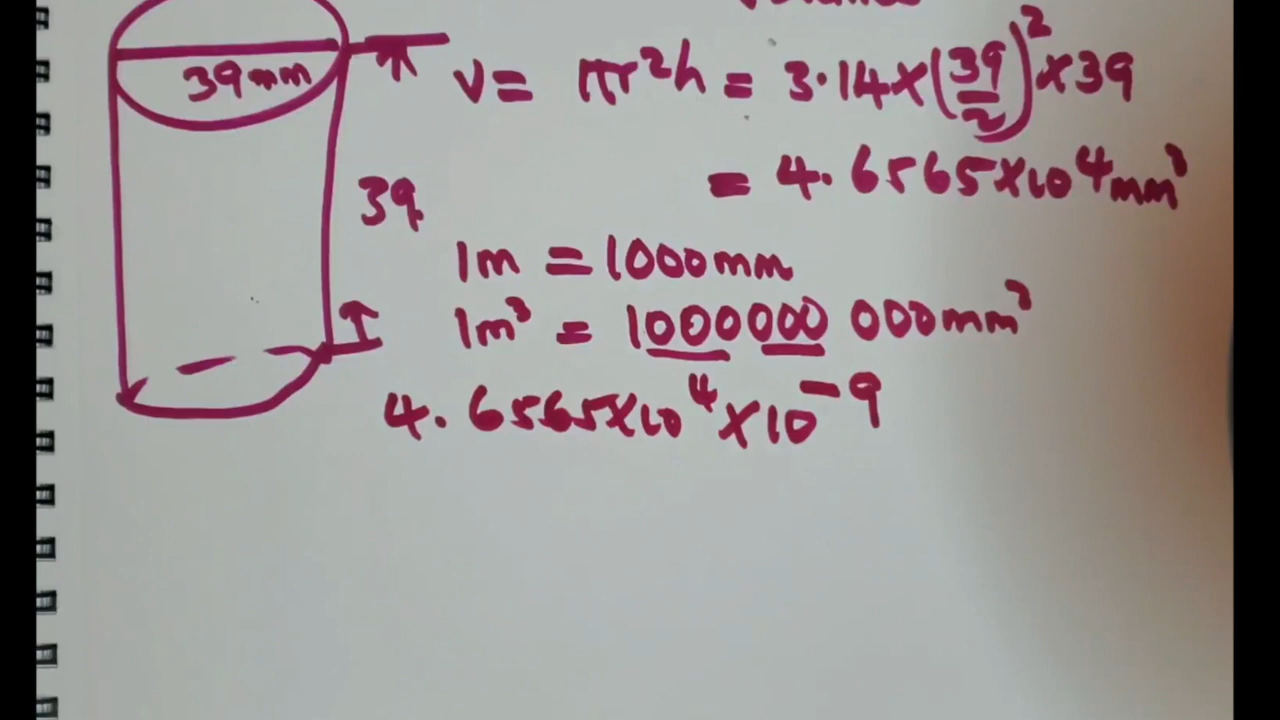 39mm
V = πr²h = 3.14×(39/2)²×39
= 4.6565×10⁴mm³
39
1m = 1000mm
1m³ = 1000000 000mm³
4.6565×10⁴×10⁻⁹